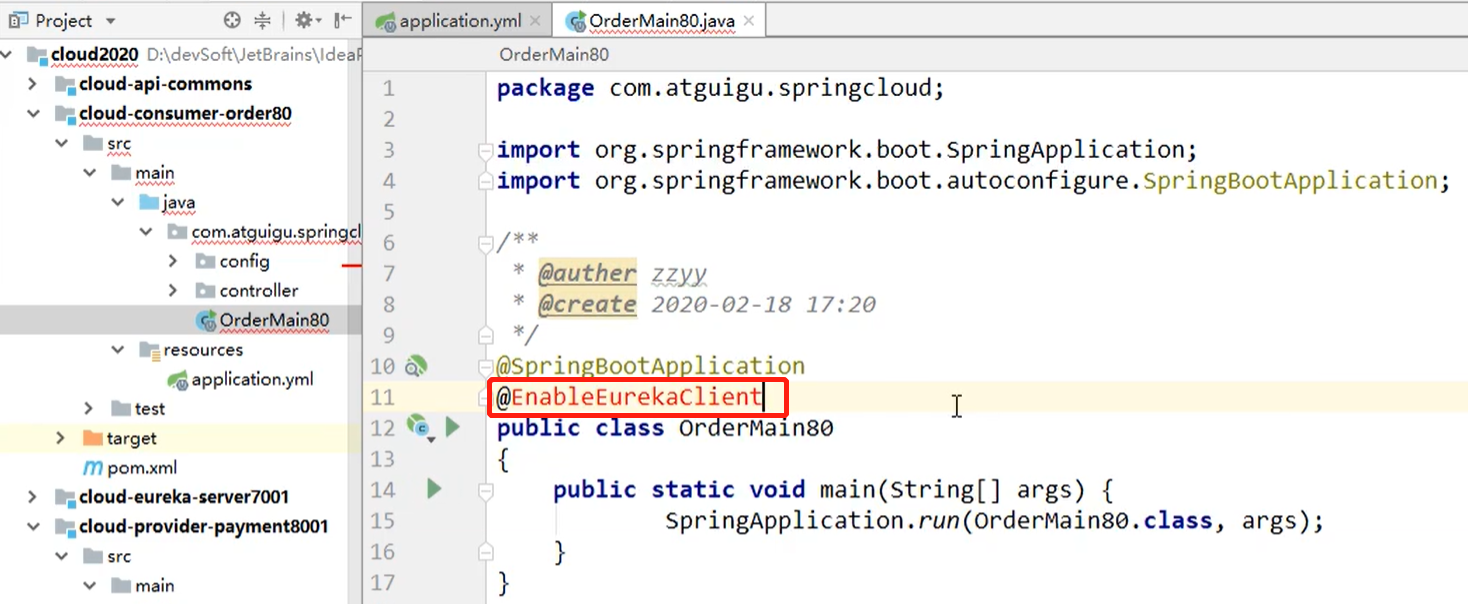 Project
cloud2020 D:\devSoft\JetBrains\IdeaP
cloud-api-commons
cloud-consumer-order80
src
main
java
com.atguigu.springcl
config
controller
OrderMain80
resources
application.yml
test
target
pom.xml
cloud-eureka-server7001
cloud-provider-payment8001
src
main
application.yml
OrderMain80.java
OrderMain80
1 package com.atguigu.springcloud;
2
3 import org.springframework.boot.SpringApplication;
4 import org.springframework.boot.autoconfigure.SpringBootApplication;
5
6 /**
7 * @auther zzyy
8 * @create 2020-02-18 17:20
9 */
10 @SpringBootApplication
11 @EnableEurekaClient
12 public class OrderMain80
13 {
14 public static void main(String[] args) {
15 SpringApplication.run(OrderMain80.class, args);
16 }
17 }